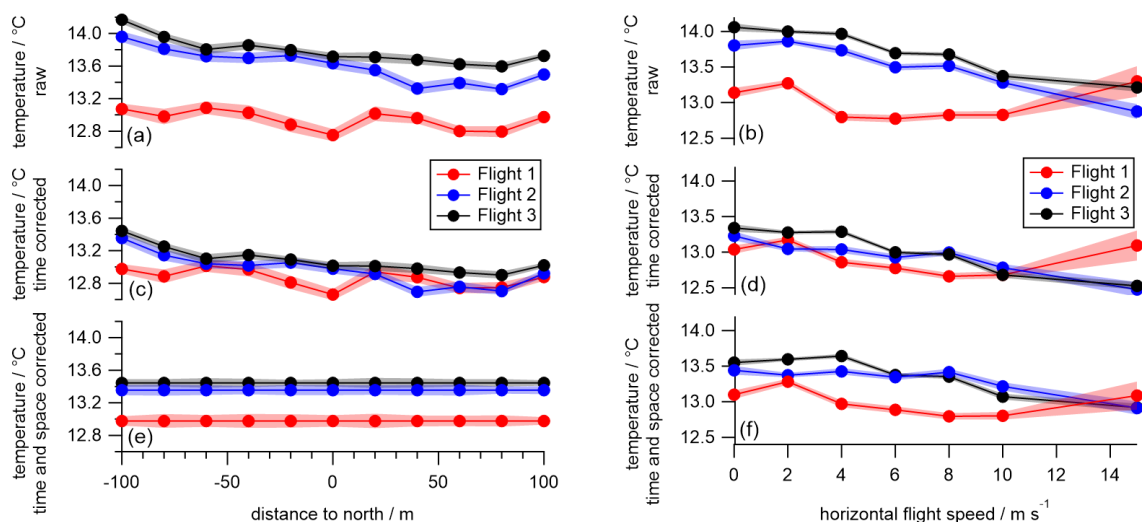 temperature / °C
raw
14.0
13.6
13.2
12.8
(a)
temperature / °C
time corrected
14.0
13.6
13.2
12.8
(c)
Flight 1
Flight 2
Flight 3
temperature / °C
time and space corrected
14.0
13.6
13.2
12.8
(e)
-100
-50
0
50
100
distance to north / m
temperature / °C
raw
14.0
13.5
13.0
12.5
(b)
temperature / °C
time corrected
14.0
13.5
13.0
12.5
(d)
Flight 1
Flight 2
Flight 3
temperature / °C
time and space corrected
14.0
13.5
13.0
12.5
(f)
0
2
4
6
8
10
12
14
horizontal flight speed / m s⁻¹